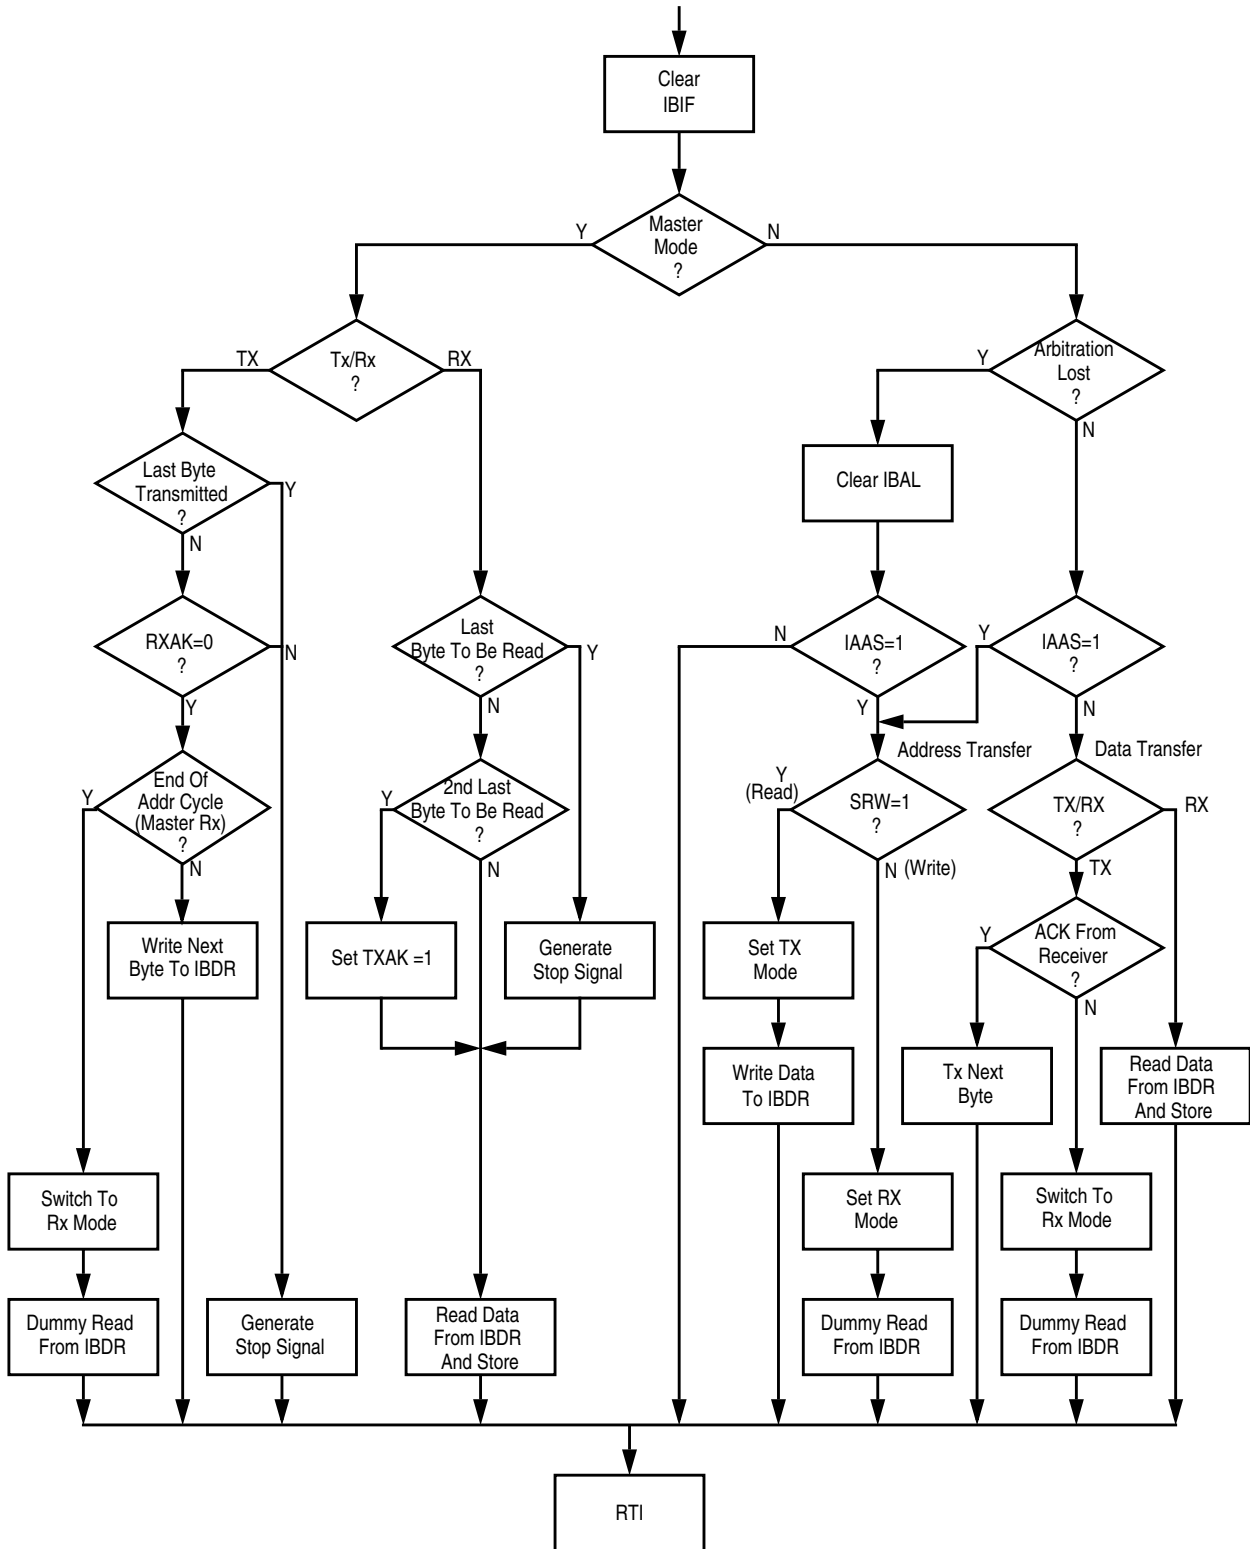 Clear
IBIF
Y
Master
Mode
?
N
TX
Tx/Rx
?
RX
Y
Arbitration
Lost
?
N
Last Byte
Transmitted
?
Y
N
Clear IBAL
RXAK=0
?
N
Y
Last
Byte To Be Read
?
Y
N
N
IAAS=1
?
Y
Y
IAAS=1
?
N
Address Transfer
Data Transfer
Y
End Of
Addr Cycle
(Master Rx)
?
N
Y
2nd Last
Byte To Be Read
?
N
Y
(Read)
SRW=1
?
N (Write)
TX/RX
?
RX
TX
Write Next
Byte To IBDR
Set TXAK =1
Generate
Stop Signal
Set TX
Mode
Y
ACK From
Receiver
?
N
Write Data
To IBDR
Tx Next
Byte
Read Data
From IBDR
And Store
Switch To
Rx Mode
Set RX
Mode
Switch To
Rx Mode
Dummy Read
From IBDR
Generate
Stop Signal
Read Data
From IBDR
And Store
Dummy Read
From IBDR
Dummy Read
From IBDR
RTI